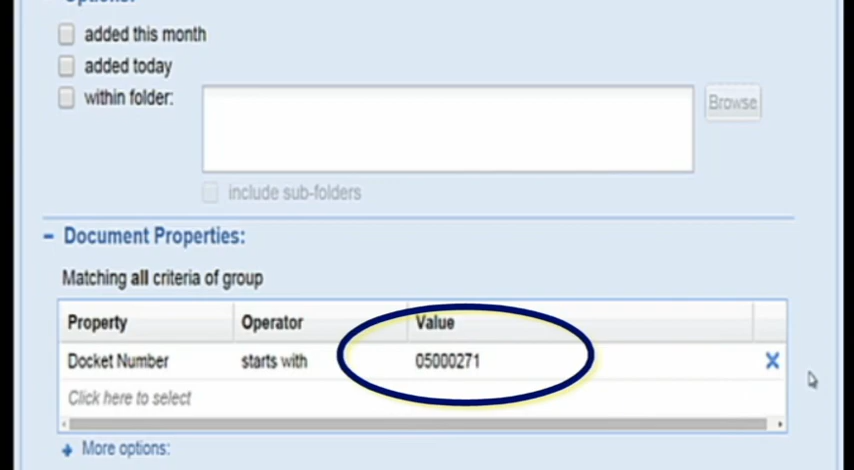 Options:
added this month
added today
within folder:
Browse
include sub-folders
Document Properties:
Matching all criteria of group
Property Operator Value
Docket Number starts with 05000271
Click here to select
More options: